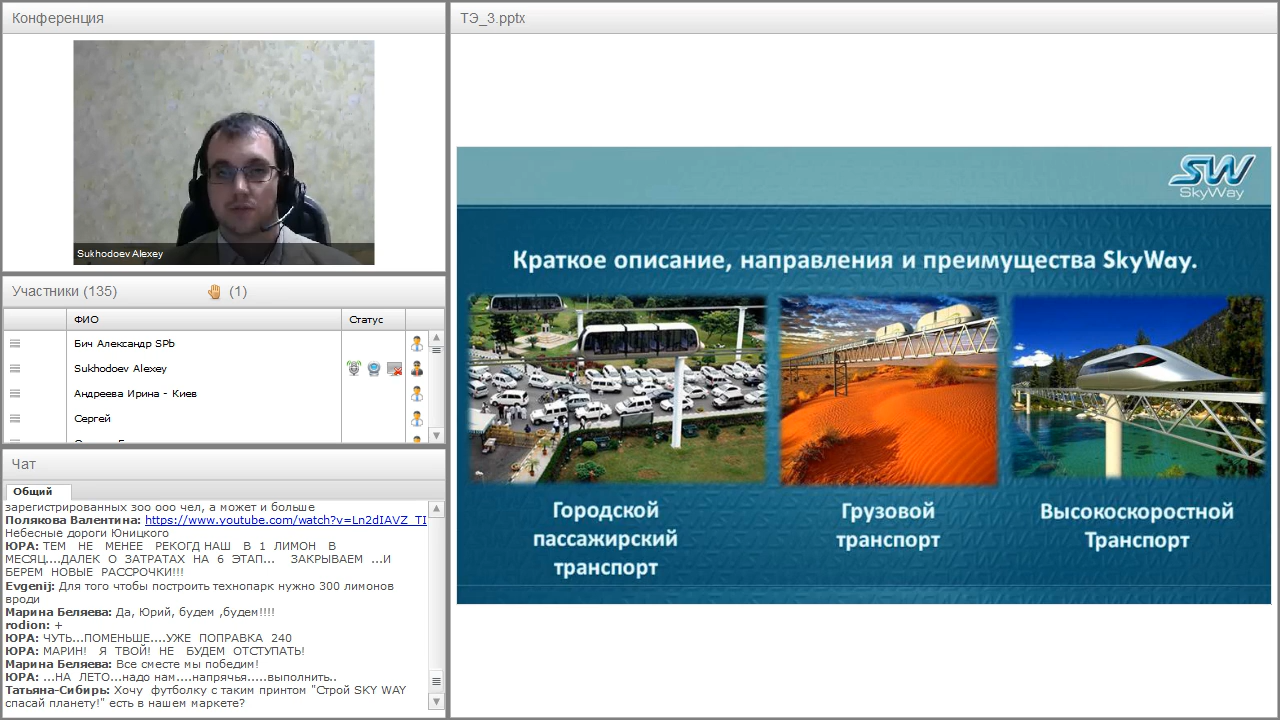 Конференция
Sukhodoev Alexey
Участники (135)
(1)
ФИО
Статус
Бич Александр SPb
Sukhodoev Alexey
Андреева Ирина - Киев
Сергей
Чат
Общий
зарегистрированных 300 000 чел, а может и больше
Полякова Валентина: https://www.youtube.com/watch?v=Ln2dIAVZ_TI
Небесные дороги Юницкого
ЮРА: ТЕМ НЕ МЕНЕЕ РЕКОГД НАШ В 1 ЛИМОН В
МЕСЯЦ...ДАЛЕК О ЗАТРАТАХ НА 6 ЭТАП... ЗАКРЫВАЕМ ...И
БЕРЕМ НОВЫЕ РАССРОЧКИ!!!
Evgenij: Для того чтобы построить технопарк нужно 300 лимонов
вроди
Марина Беляева: Да, Юрий, будем ,будем!!!!
rodion: +
ЮРА: ЧУТЬ...ПОМЕНЬШЕ....УЖЕ ПОПРАВКА 240
ЮРА: МАРИН! Я ТВОЙ! НЕ БУДЕМ ОТСТУПАТЬ!
Марина Беляева: Все сместе мы победим!
ЮРА: ...НА ЛЕТО...надо нам....напрячья.....выполнить..
Татьяна-Сибирь: Хочу футболку с таким принтом "Строй SKY WAY
спасай планету!" есть в нашем маркете?
ТЭ_3.pptx
SW
SkyWay
Краткое описание, направления и преимущества SkyWay.
Городской
пассажирский
транспорт
Грузовой
транспорт
Высокоскоростной
Транспорт